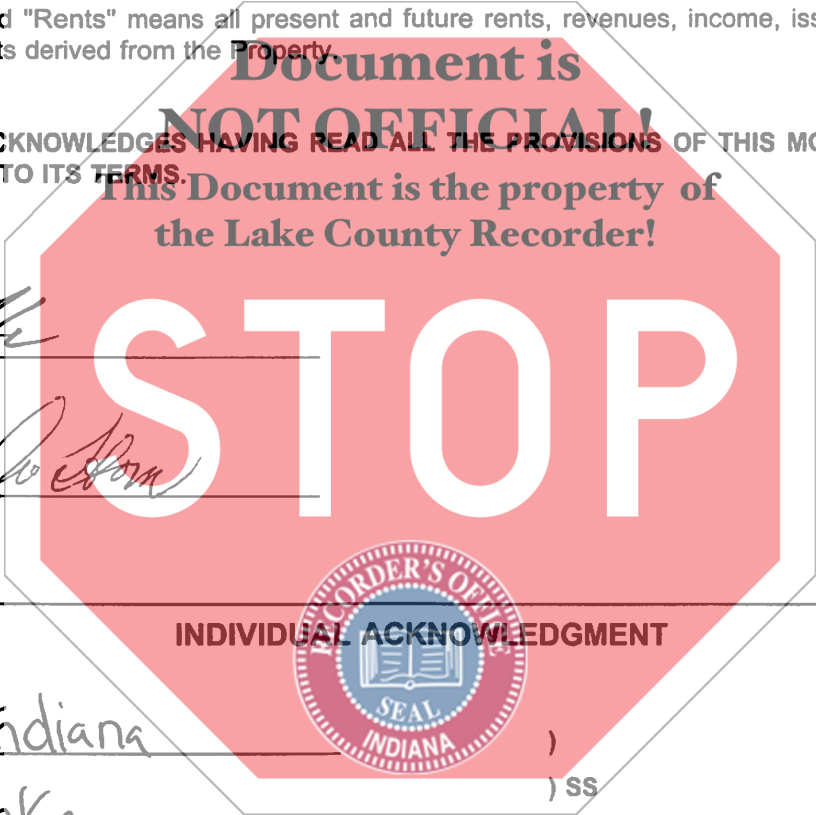 d "Rents" means all present and future rents, revenues, income, iss
ts derived from the Property.
Document is
NOT OFFICIAL!
CKNOWLEDGES HAVING READ ALL THE PROVISIONS OF THIS MO
TO ITS TERMS.
This Document is the property of
the Lake County Recorder!
STOP
RECORDER'S OFFICE
INDIVIDUAL ACKNOWLEDGMENT
SEAL
INDIANA
ndiana )
) SS